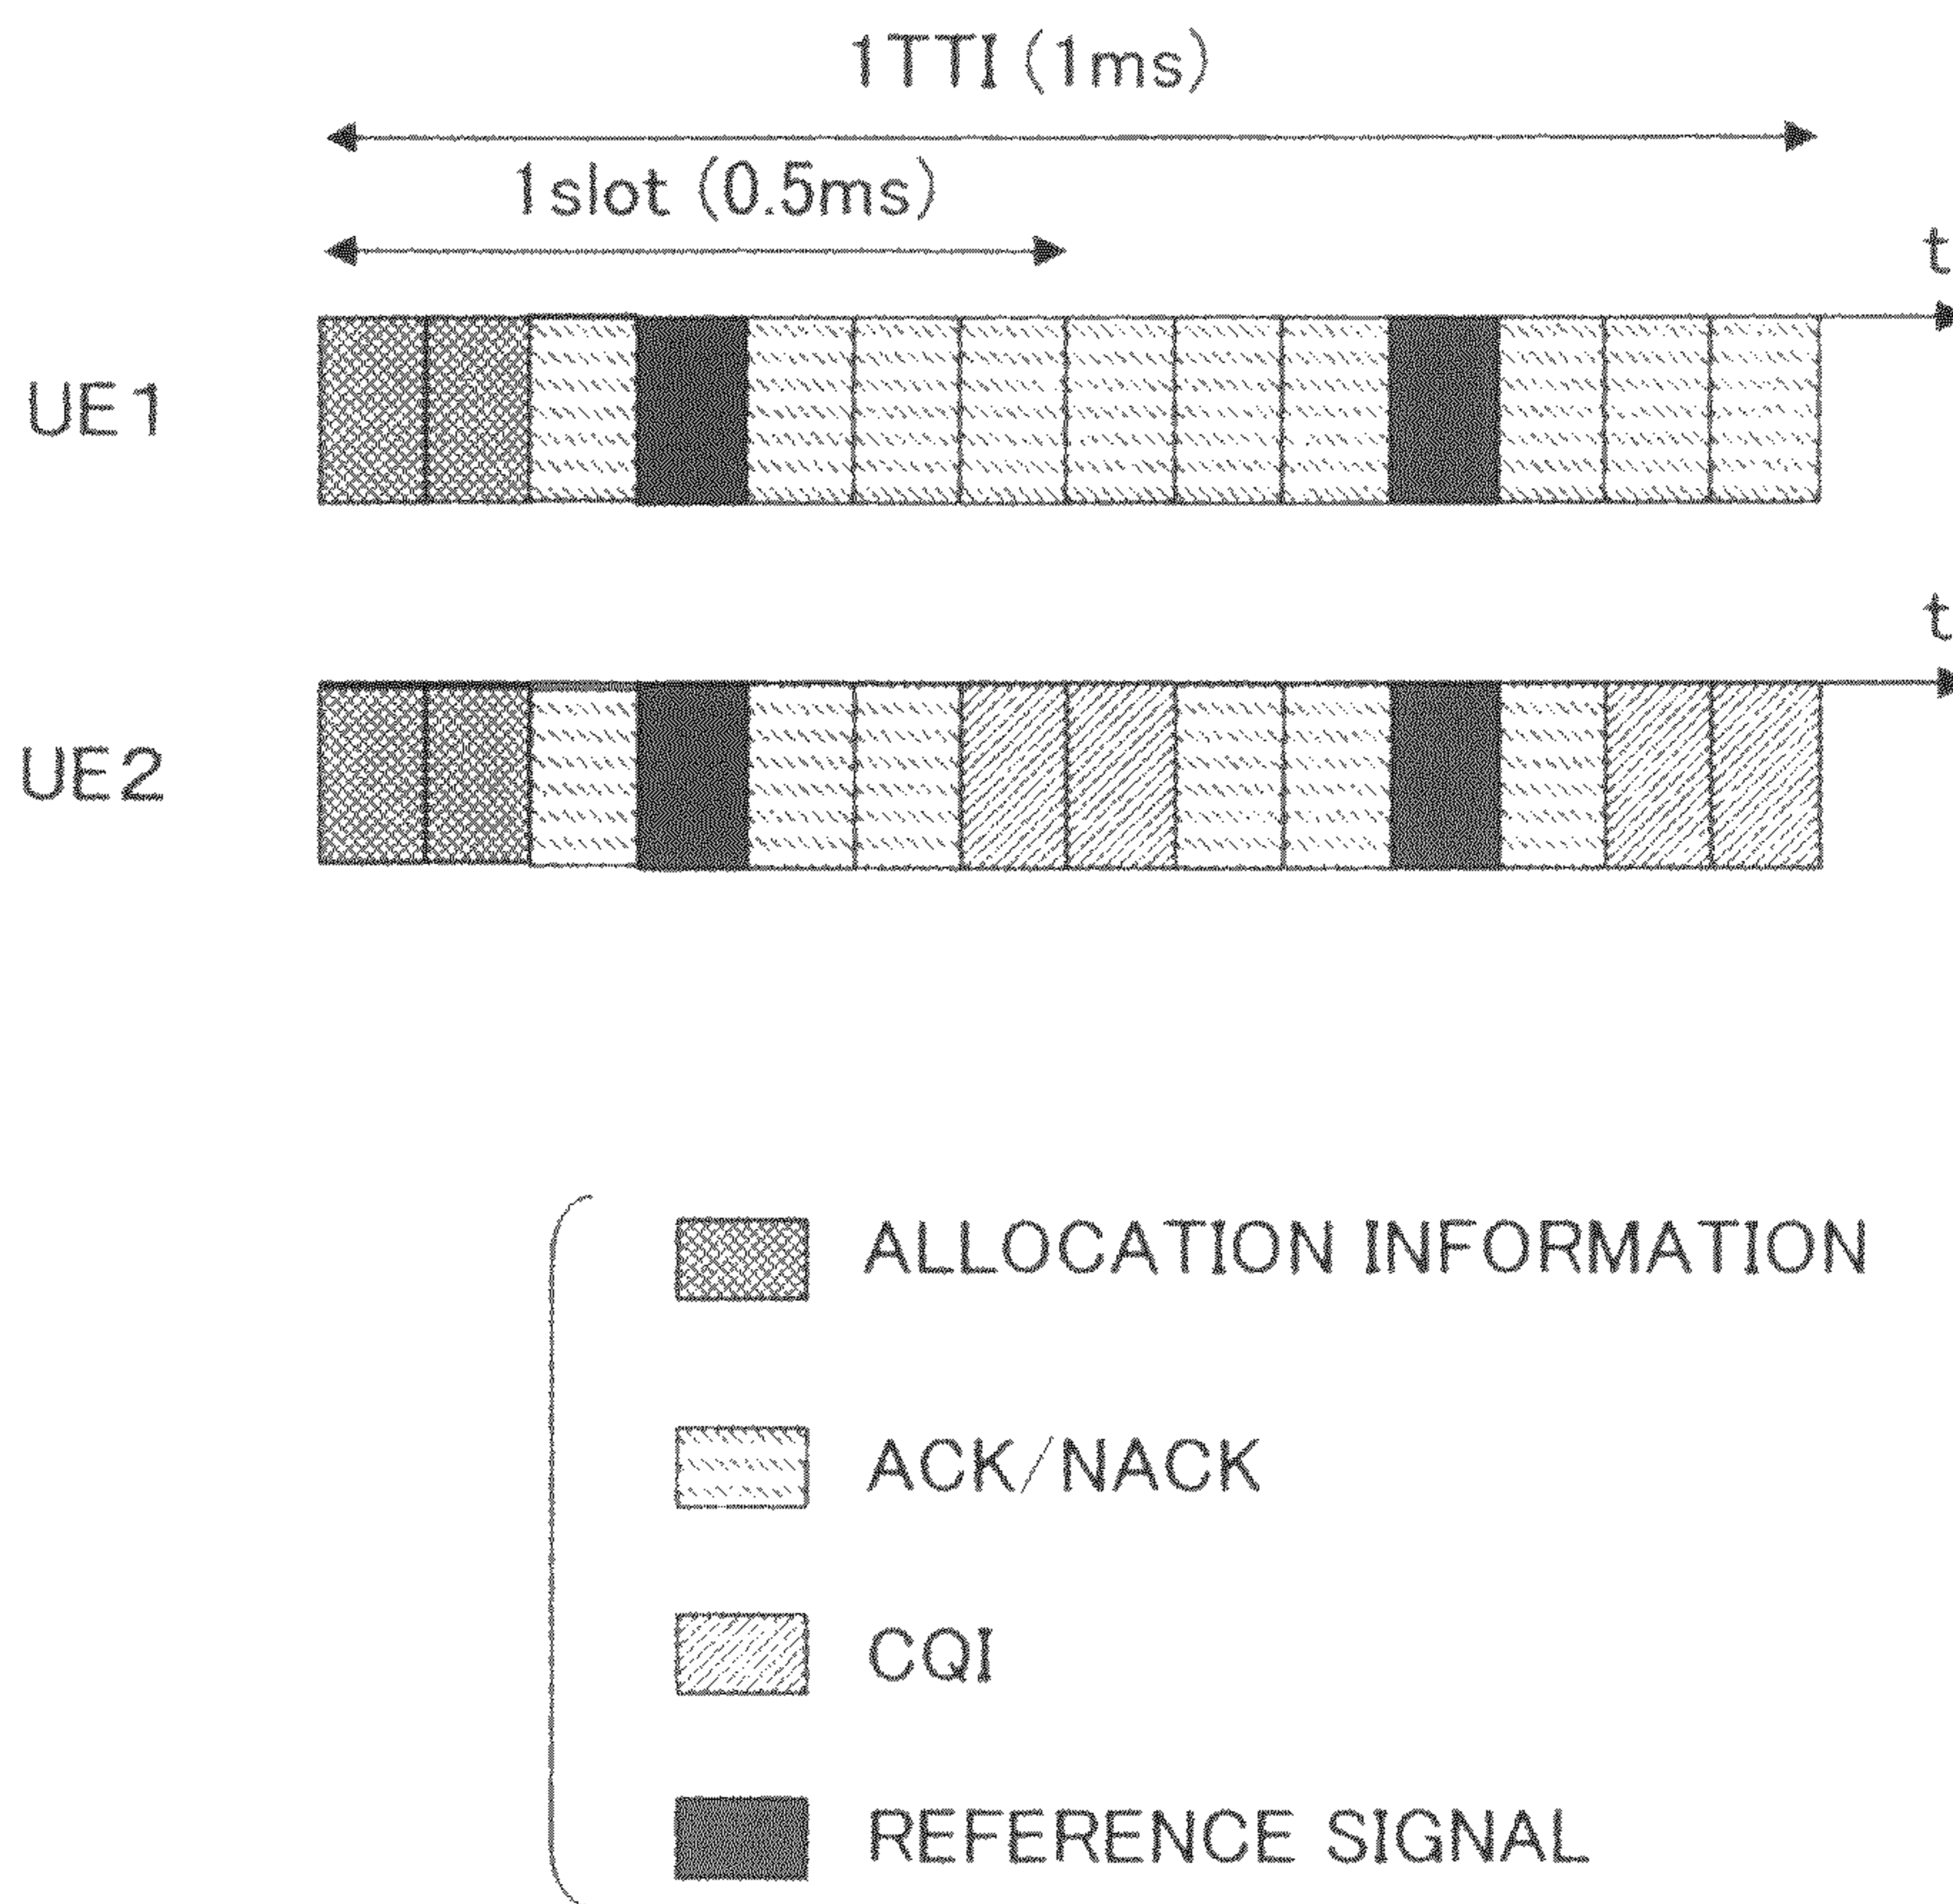 1TTI (1ms)
1slot (0.5ms)
t
UE1
t
UE2
ALLOCATION INFORMATION
ACK/NACK
CQI
REFERENCE SIGNAL